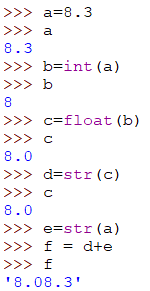 >>> a=8.3
>>> a
8.3
>>> b=int(a)
>>> b
8
>>> c=float(b)
>>> c
8.0
>>> d=str(c)
>>> c
8.0
>>> e=str(a)
>>> f = d+e
>>> f
'8.08.3'